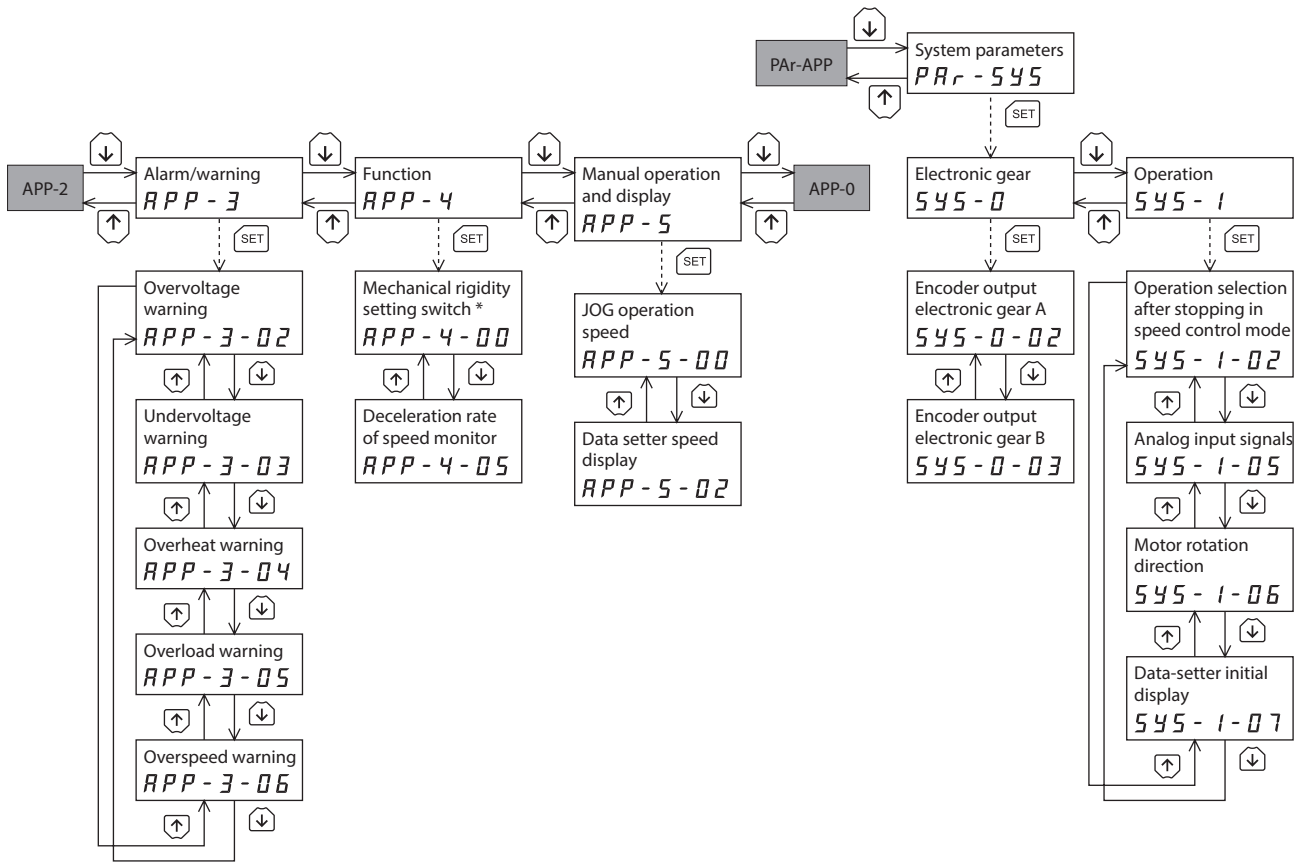 PAr-APP
System parameters
PAr-SYS
SET
APP-2
Alarm/warning
APP-3
Function
APP-4
Manual operation
and display
APP-5
APP-0
Electronic gear
SYS-0
Operation
SYS-1
SET
SET
SET
SET
SET
Overvoltage
warning
APP-3-02
Undervoltage
warning
APP-3-03
Overheat warning
APP-3-04
Overload warning
APP-3-05
Overspeed warning
APP-3-06
Mechanical rigidity
setting switch *
APP-4-00
Deceleration rate
of speed monitor
APP-4-05
JOG operation
speed
APP-5-00
Data setter speed
display
APP-5-02
Encoder output
electronic gear A
SYS-0-02
Encoder output
electronic gear B
SYS-0-03
Operation selection
after stopping in
speed control mode
SYS-1-02
Analog input signals
SYS-1-05
Motor rotation
direction
SYS-1-06
Data-setter initial
display
SYS-1-07